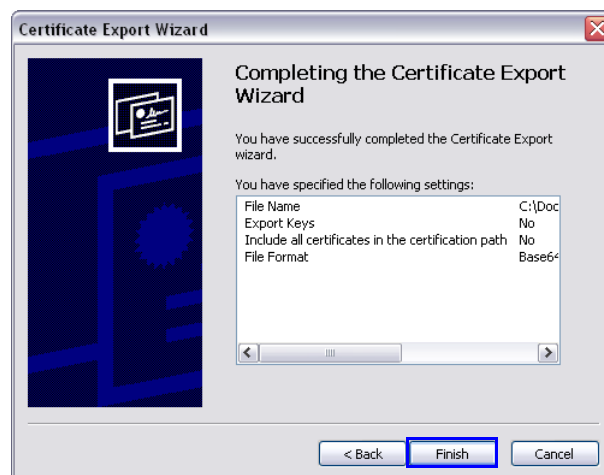 Certificate Export Wizard
Completing the Certificate Export
Wizard
You have successfully completed the Certificate Export
wizard.
You have specified the following settings:
File Name C:\Doc
Export Keys No
Include all certificates in the certification path No
File Format Base64
< Back Finish Cancel